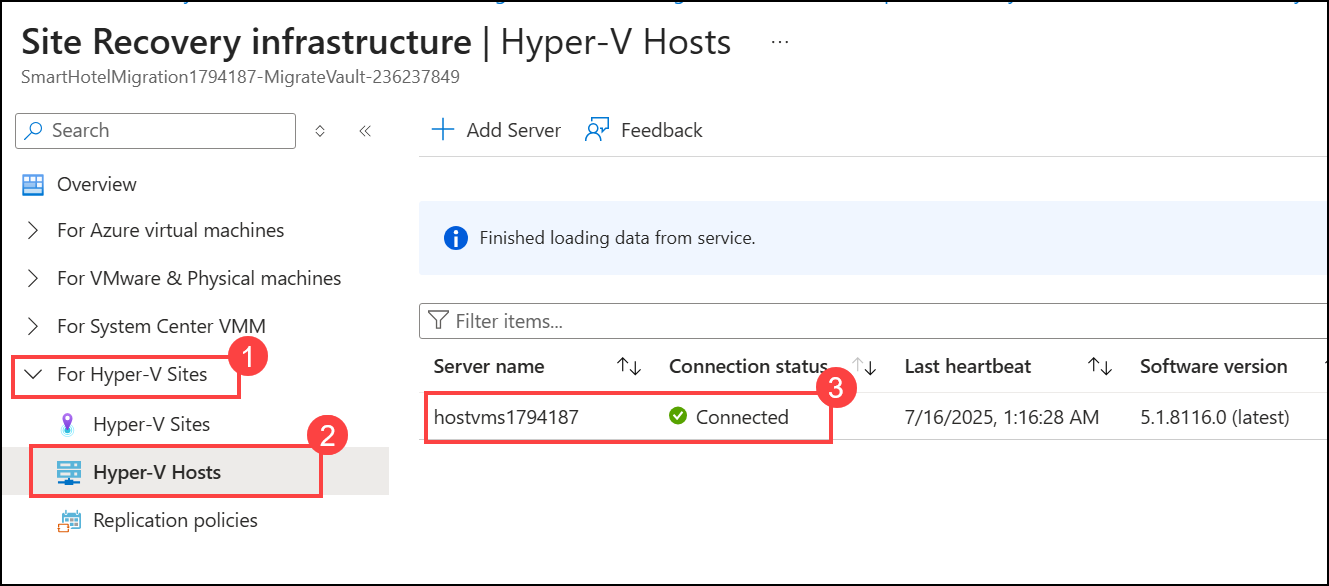 Site Recovery infrastructure | Hyper-V Hosts ...
SmartHotelMigration1794187-MigrateVault-236237849
Search
Add Server Feedback
Overview
For Azure virtual machines
For VMware & Physical machines
For System Center VMM
For Hyper-V Sites 1
Hyper-V Sites
Hyper-V Hosts 2
Replication policies
Finished loading data from service.
Filter items...
Server name Connection status Last heartbeat Software version
hostvms1794187 Connected 3 7/16/2025, 1:16:28 AM 5.1.8116.0 (latest)